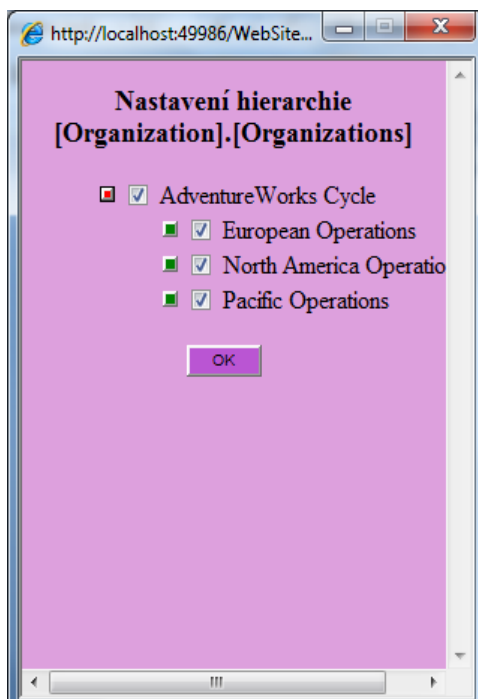 http://localhost:49986/WebSite...
Nastavení hierarchie
[Organization].[Organizations]
AdventureWorks Cycle
European Operations
North America Operatio
Pacific Operations
OK